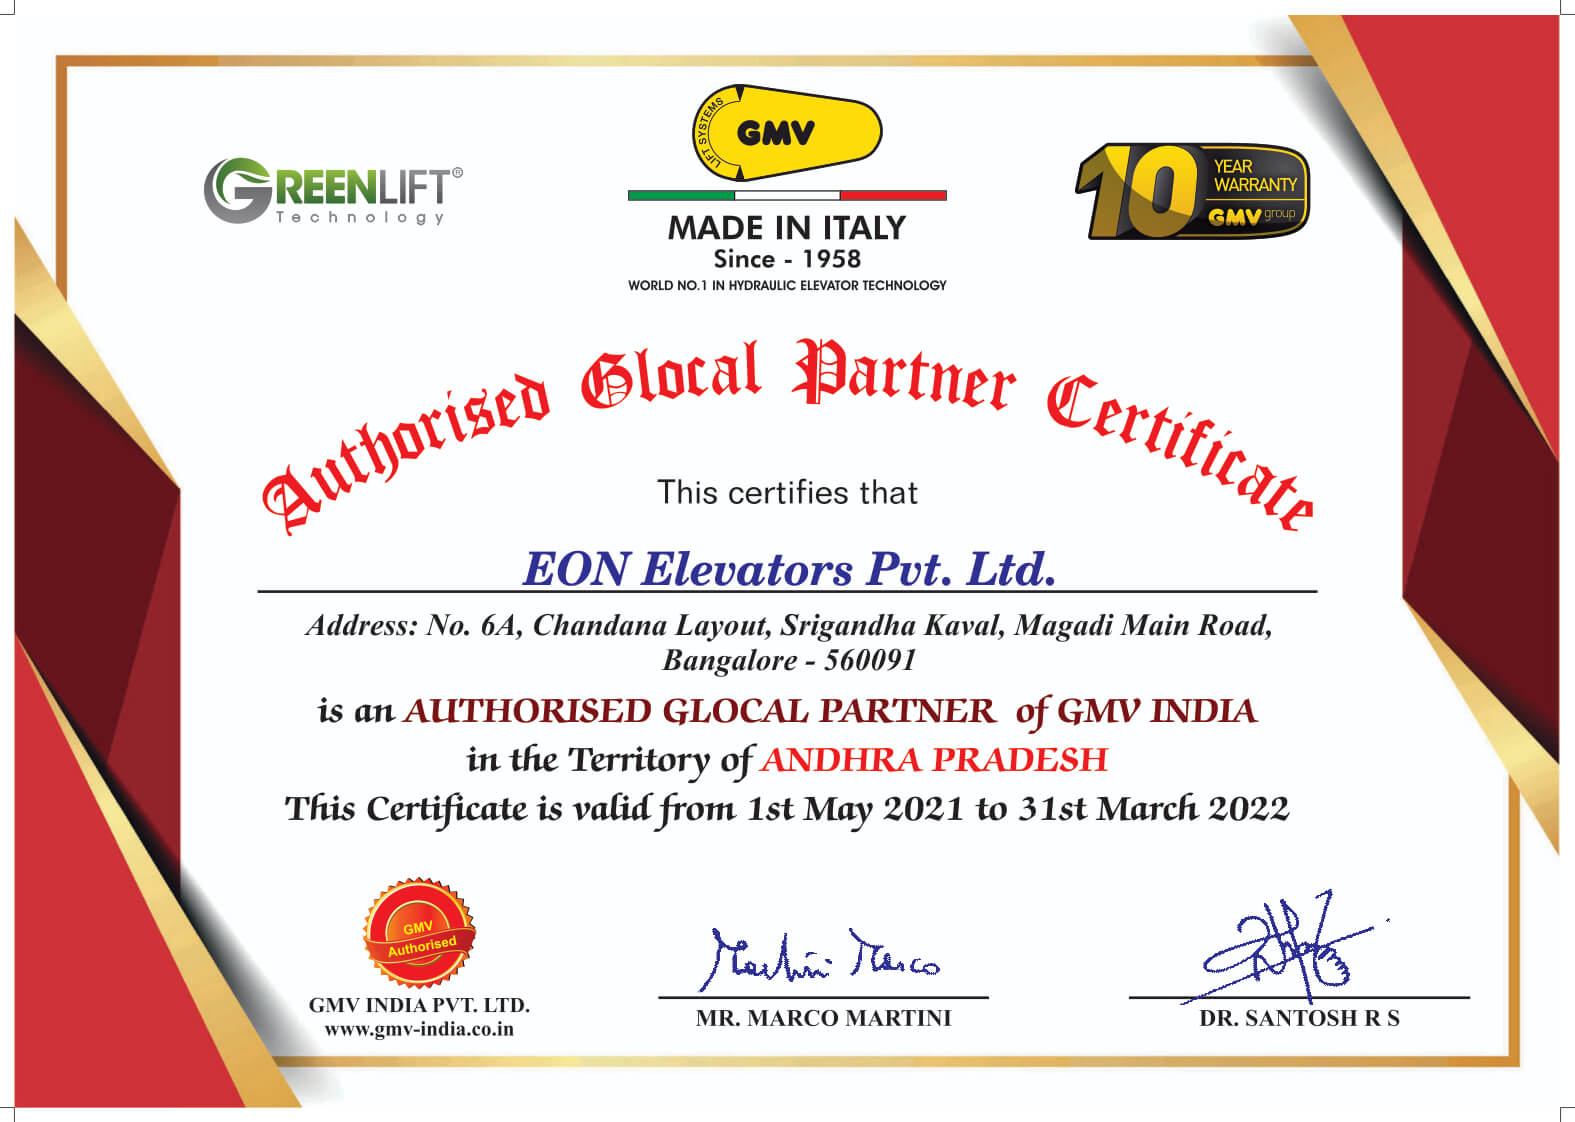 GREENLIFT®
Technology
LIFT SYSTEMS
GMV
MADE IN ITALY
Since - 1958
WORLD NO.1 IN HYDRAULIC ELEVATOR TECHNOLOGY
10 YEAR
WARRANTY
GMV group
Authorised Glocal Partner Certificate
This certifies that
EON Elevators Pvt. Ltd.
Address: No. 6A, Chandana Layout, Srigandha Kaval, Magadi Main Road,
Bangalore - 560091
is an AUTHORISED GLOCAL PARTNER of GMV INDIA
in the Territory of ANDHRA PRADESH
This Certificate is valid from 1st May 2021 to 31st March 2022
GMV
Authorised
GMV INDIA PVT. LTD.
www.gmv-india.co.in
Martini Marco
MR. MARCO MARTINI
DR. SANTOSH R S